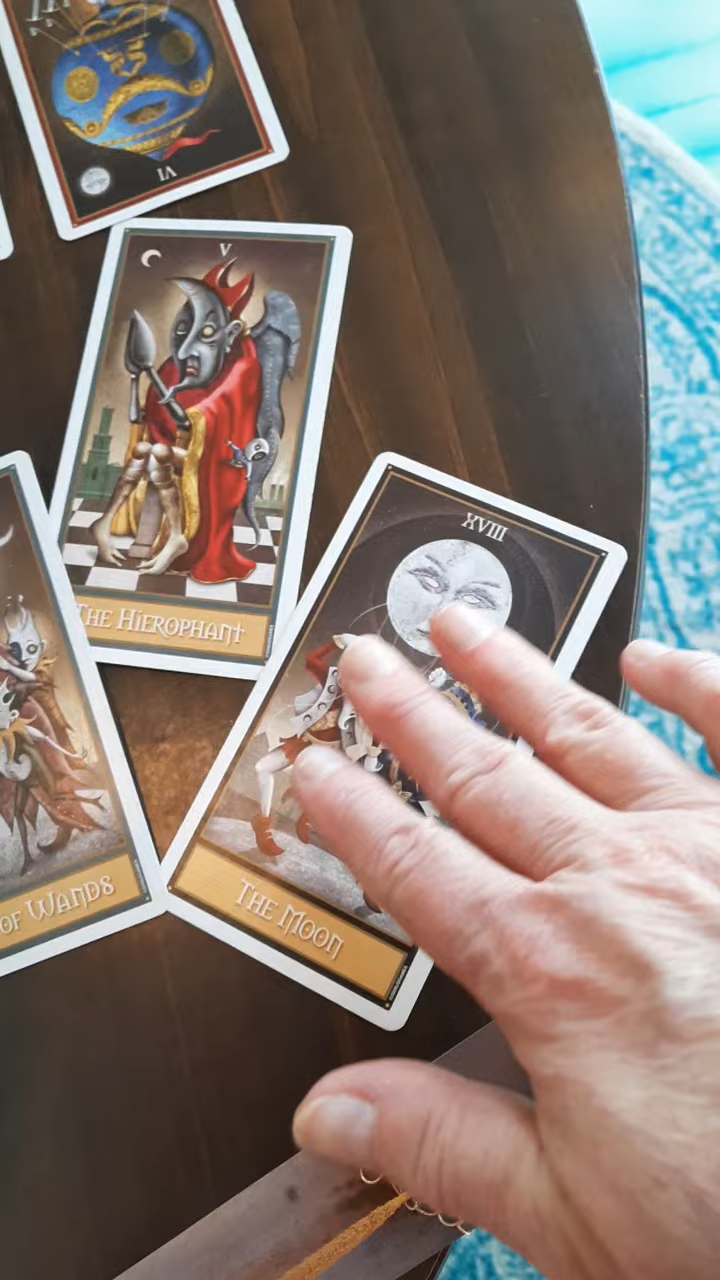 VI
V
THE HIEROPHANT
XVIII
OF WANDS
THE MOON